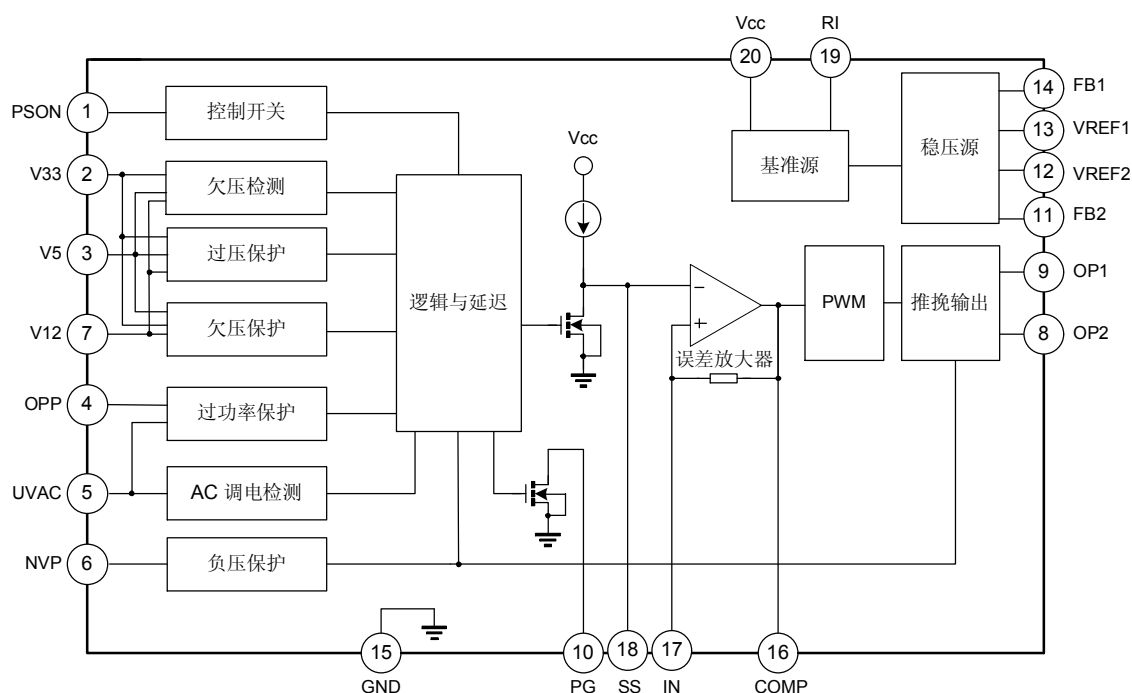 Vcc
RI
20
19
PSON
1
控制开关
14
FB1
Vcc
13
VREF1
V33
2
欠压检测
基准源
稳压源
12
VREF2
11
FB2
V5
3
过压保护
逻辑与延迟
−
9
OP1
PWM
推挽输出
V12
7
欠压保护
+
8
OP2
误差放大器
OPP
4
过功率保护
UVAC
5
AC 调电检测
NVP
6
负压保护
15
10
18
17
16
GND
PG
SS
IN
COMP